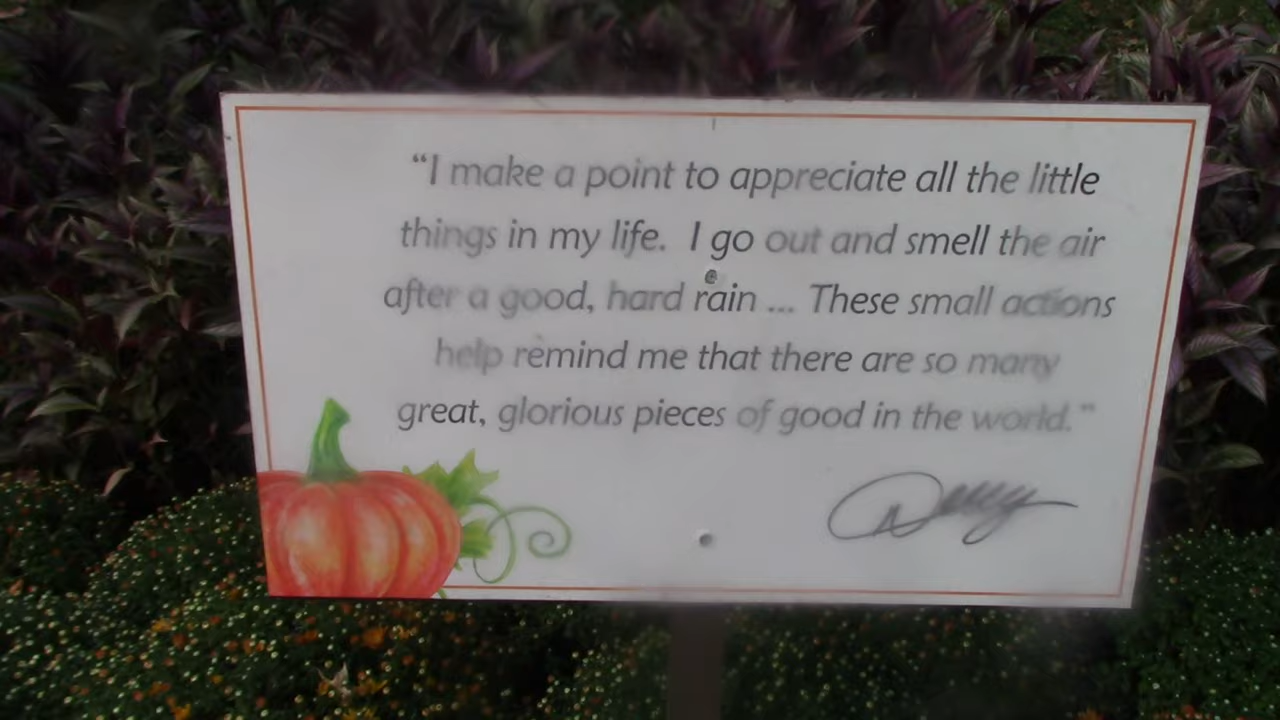 “I make a point to appreciate all the little
things in my life. I go out and smell the air
after a good, hard rain ... These small actions
help remind me that there are so many
great, glorious pieces of good in the world.”